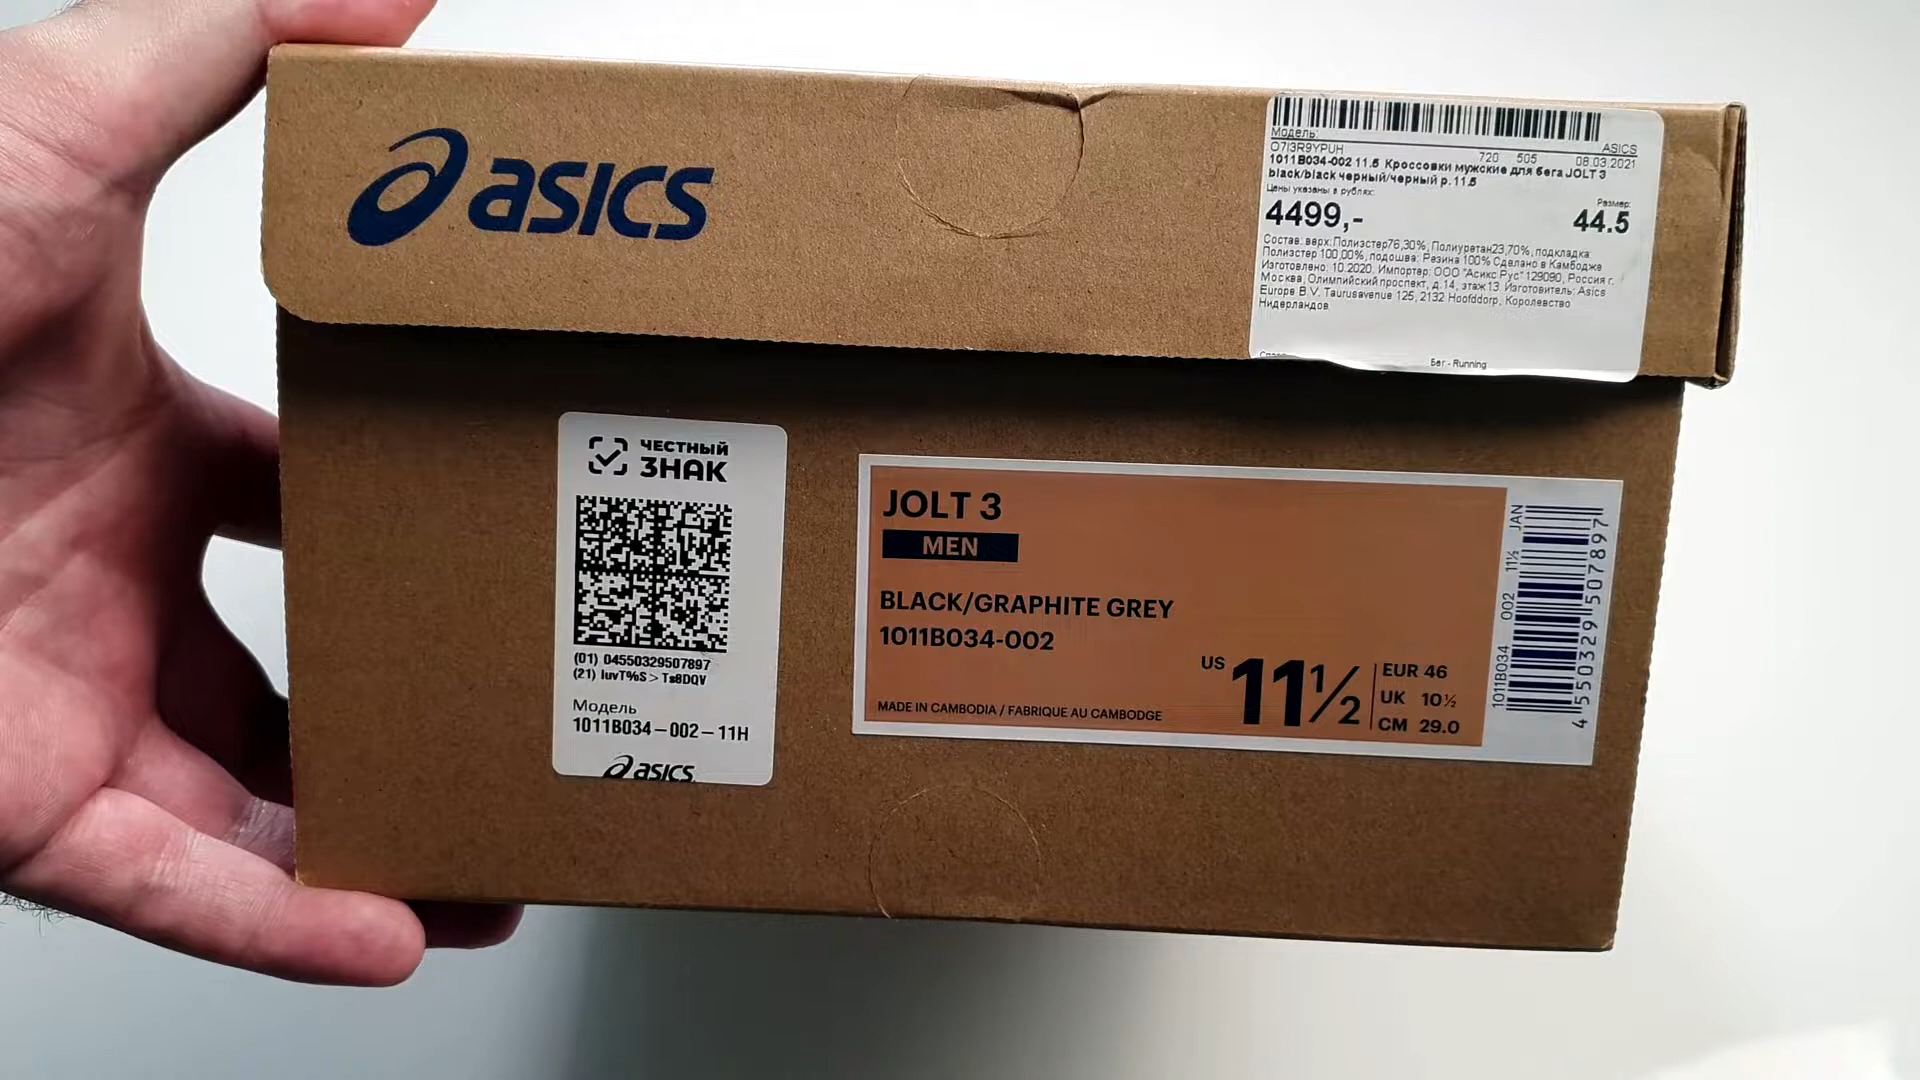 asics
Модель:
ASICS
O7I3R9YPUH 720 505 08.03.2021
1011B034-002 11.5 Кроссовки мужские для бега JOLT 3
black/black черный/черный р.11.5
Цены указаны в рублях:
Размер:
4499,-
44.5
Состав: верх:Полиэстер76,30%, Полиуретан23,70%, подкладка:
Полиэстер 100,00%, подошва: Резина 100% Сделано в Камбодже
Изготовлено: 10.2020. Импортер: ООО "Асикс Рус" 129090, Россия г.
Москва, Олимпийский проспект, д.14, этаж 13. Изготовитель: Asics
Europe B.V, Taurusavenue 125, 2132 Hoofddorp, Королевство
Нидерландов
Бег - Running
ЧЕСТНЫЙ
ЗНАК
(01) 04550329507897
(21) IuvT%S>Ts8DQV
Модель
1011B034-002-11H
asics
JOLT 3
MEN
BLACK/GRAPHITE GREY
1011B034-002
MADE IN CAMBODIA / FABRIQUE AU CAMBODGE
US 11½
EUR 46
UK 10½
CM 29.0
1011B034 002 11½ JAN
4 550329 507897